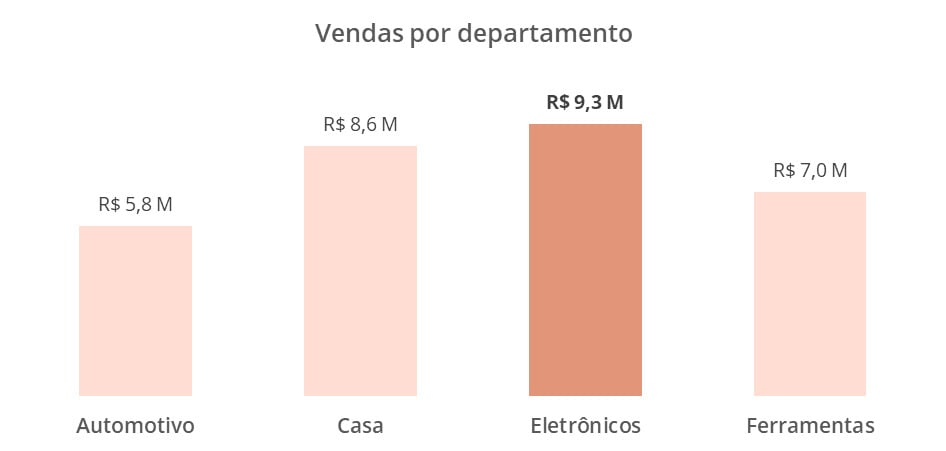 Vendas por departamento
R$ 9,3 M
R$ 8,6 M
R$ 7,0 M
R$ 5,8 M
Automotivo
Casa
Eletrônicos
Ferramentas